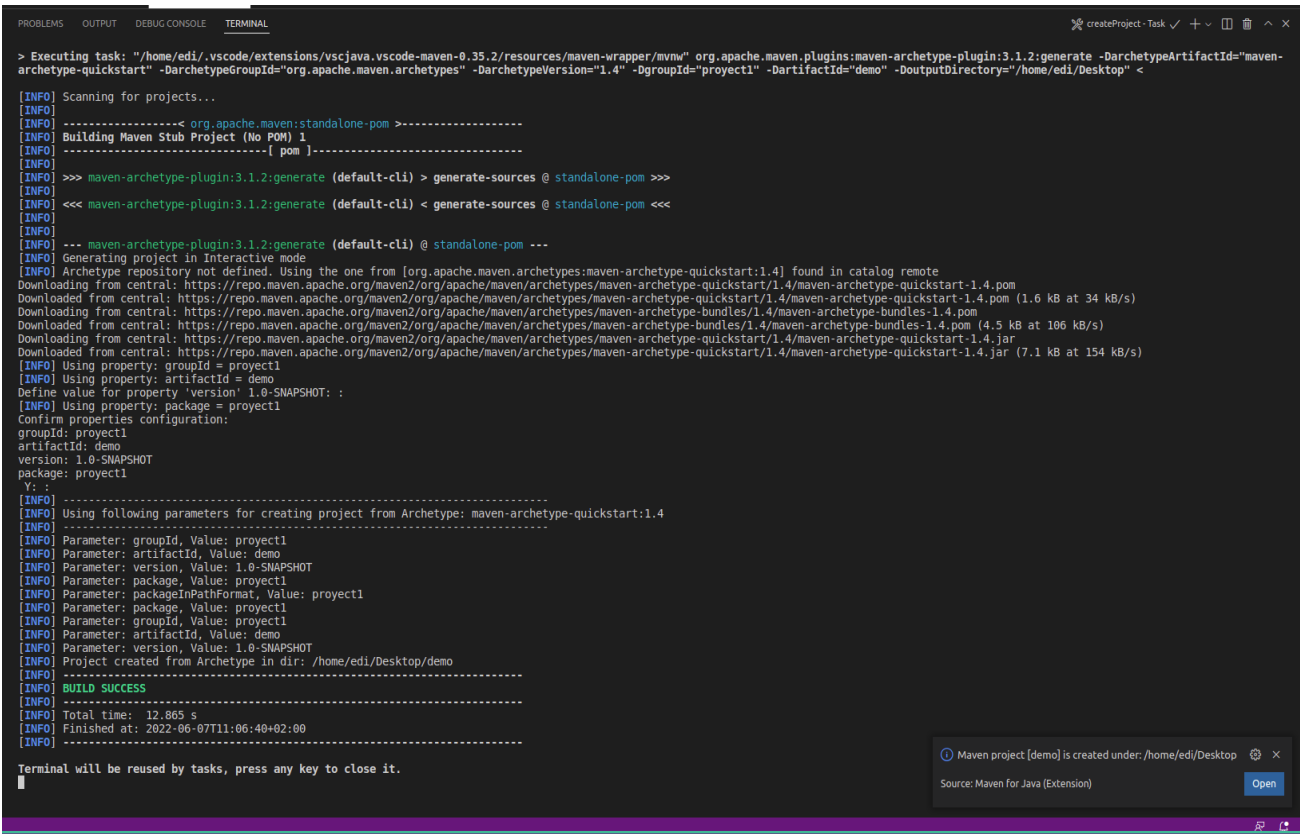 PROBLEMS OUTPUT DEBUG CONSOLE TERMINAL createProject - Task
> Executing task: "/home/edi/.vscode/extensions/vscjava.vscode-maven-0.35.2/resources/maven-wrapper/mvnw" org.apache.maven.plugins:maven-archetype-plugin:3.1.2:generate -DarchetypeArtifactId="maven-
archetype-quickstart" -DarchetypeGroupId="org.apache.maven.archetypes" -DarchetypeVersion="1.4" -DgroupId="proyect1" -DartifactId="demo" -DoutputDirectory="/home/edi/Desktop" <
[INFO] Scanning for projects...
[INFO]
[INFO] ------------------< org.apache.maven:standalone-pom >-------------------
[INFO] Building Maven Stub Project (No POM) 1
[INFO] --------------------------------[ pom ]---------------------------------
[INFO]
[INFO] >>> maven-archetype-plugin:3.1.2:generate (default-cli) > generate-sources @ standalone-pom >>>
[INFO]
[INFO] <<< maven-archetype-plugin:3.1.2:generate (default-cli) < generate-sources @ standalone-pom <<<
[INFO]
[INFO]
[INFO] --- maven-archetype-plugin:3.1.2:generate (default-cli) @ standalone-pom ---
[INFO] Generating project in Interactive mode
[INFO] Archetype repository not defined. Using the one from [org.apache.maven.archetypes:maven-archetype-quickstart:1.4] found in catalog remote
Downloading from central: https://repo.maven.apache.org/maven2/org/apache/maven/archetypes/maven-archetype-quickstart/1.4/maven-archetype-quickstart-1.4.pom
Downloaded from central: https://repo.maven.apache.org/maven2/org/apache/maven/archetypes/maven-archetype-quickstart/1.4/maven-archetype-quickstart-1.4.pom (1.6 kB at 34 kB/s)
Downloading from central: https://repo.maven.apache.org/maven2/org/apache/maven/archetypes/maven-archetype-bundles/1.4/maven-archetype-bundles-1.4.pom
Downloaded from central: https://repo.maven.apache.org/maven2/org/apache/maven/archetypes/maven-archetype-bundles/1.4/maven-archetype-bundles-1.4.pom (4.5 kB at 106 kB/s)
Downloading from central: https://repo.maven.apache.org/maven2/org/apache/maven/archetypes/maven-archetype-quickstart/1.4/maven-archetype-quickstart-1.4.jar
Downloaded from central: https://repo.maven.apache.org/maven2/org/apache/maven/archetypes/maven-archetype-quickstart/1.4/maven-archetype-quickstart-1.4.jar (7.1 kB at 154 kB/s)
[INFO] Using property: groupId = proyect1
[INFO] Using property: artifactId = demo
Define value for property 'version' 1.0-SNAPSHOT: :
[INFO] Using property: package = proyect1
Confirm properties configuration:
groupId: proyect1
artifactId: demo
version: 1.0-SNAPSHOT
package: proyect1
 Y: :
[INFO] ----------------------------------------------------------------------------
[INFO] Using following parameters for creating project from Archetype: maven-archetype-quickstart:1.4
[INFO] ----------------------------------------------------------------------------
[INFO] Parameter: groupId, Value: proyect1
[INFO] Parameter: artifactId, Value: demo
[INFO] Parameter: version, Value: 1.0-SNAPSHOT
[INFO] Parameter: package, Value: proyect1
[INFO] Parameter: packageInPathFormat, Value: proyect1
[INFO] Parameter: package, Value: proyect1
[INFO] Parameter: groupId, Value: proyect1
[INFO] Parameter: artifactId, Value: demo
[INFO] Parameter: version, Value: 1.0-SNAPSHOT
[INFO] Project created from Archetype in dir: /home/edi/Desktop/demo
[INFO] ------------------------------------------------------------------------
[INFO] BUILD SUCCESS
[INFO] ------------------------------------------------------------------------
[INFO] Total time:  12.865 s
[INFO] Finished at: 2022-06-07T11:06:40+02:00
[INFO] ------------------------------------------------------------------------
Terminal will be reused by tasks, press any key to close it.
Maven project [demo] is created under: /home/edi/Desktop
Source: Maven for Java (Extension) Open